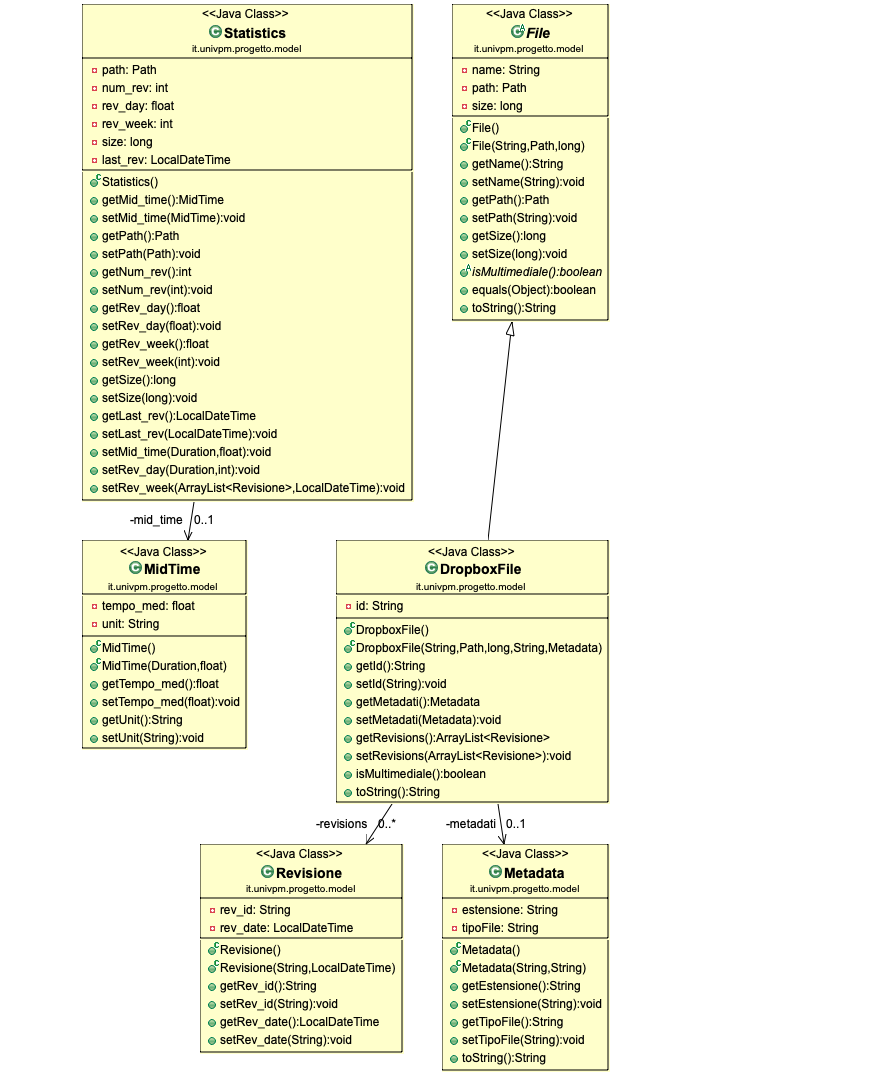 <<Java Class>>
Statistics
it.univpm.progetto.model
path: Path
num_rev: int
rev_day: float
rev_week: int
size: long
last_rev: LocalDateTime
Statistics()
getMid_time():MidTime
setMid_time(MidTime):void
getPath():Path
setPath(Path):void
getNum_rev():int
setNum_rev(int):void
getRev_day():float
setRev_day(float):void
getRev_week():float
setRev_week(int):void
getSize():long
setSize(long):void
getLast_rev():LocalDateTime
setLast_rev(LocalDateTime):void
setMid_time(Duration,float):void
setRev_day(Duration,int):void
setRev_week(ArrayList<Revisione>,LocalDateTime):void
<<Java Class>>
File
it.univpm.progetto.model
name: String
path: Path
size: long
File()
File(String,Path,long)
getName():String
setName(String):void
getPath():Path
setPath(String):void
getSize():long
setSize(long):void
isMultimediale():boolean
equals(Object):boolean
toString():String
-mid_time 0..1
<<Java Class>>
MidTime
it.univpm.progetto.model
tempo_med: float
unit: String
MidTime()
MidTime(Duration,float)
getTempo_med():float
setTempo_med(float):void
getUnit():String
setUnit(String):void
<<Java Class>>
DropboxFile
it.univpm.progetto.model
id: String
DropboxFile()
DropboxFile(String,Path,long,String,Metadata)
getId():String
setId(String):void
getMetadati():Metadata
setMetadati(Metadata):void
getRevisions():ArrayList<Revisione>
setRevisions(ArrayList<Revisione>):void
isMultimediale():boolean
toString():String
-revisions 0..*
-metadati 0..1
<<Java Class>>
Revisione
it.univpm.progetto.model
rev_id: String
rev_date: LocalDateTime
Revisione()
Revisione(String,LocalDateTime)
getRev_id():String
setRev_id(String):void
getRev_date():LocalDateTime
setRev_date(String):void
<<Java Class>>
Metadata
it.univpm.progetto.model
estensione: String
tipoFile: String
Metadata()
Metadata(String,String)
getEstensione():String
setEstensione(String):void
getTipoFile():String
setTipoFile(String):void
toString():String